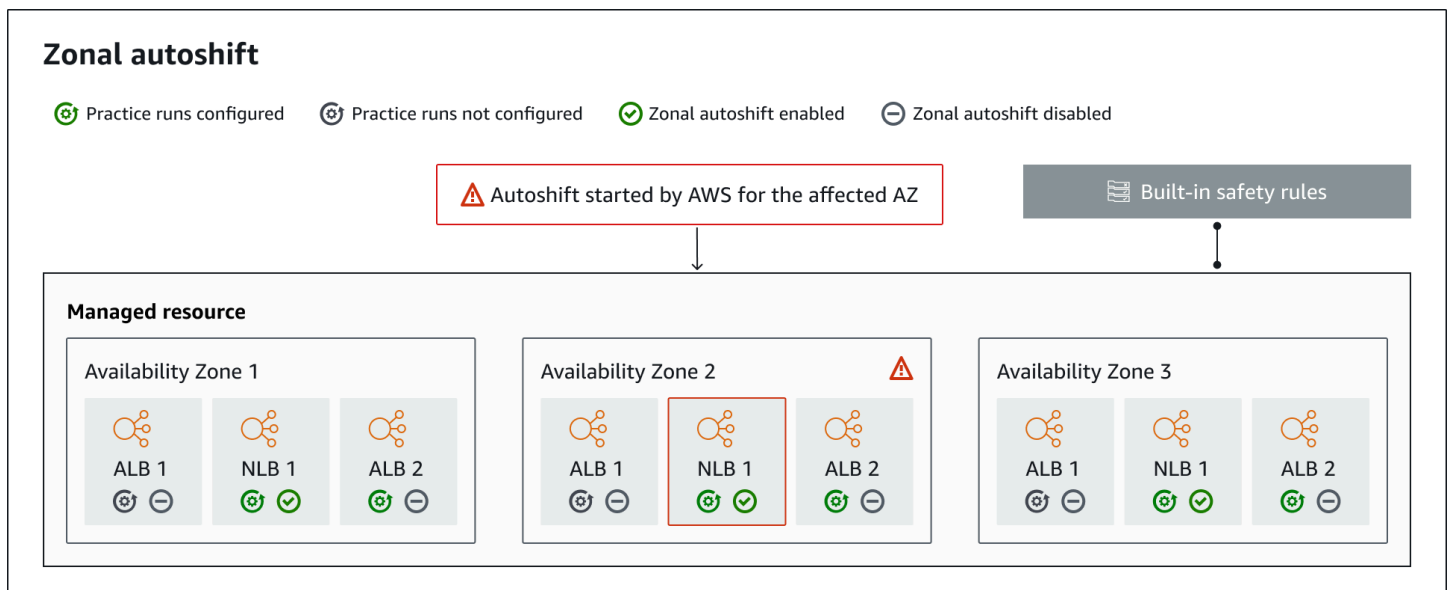 Zonal autoshift
Practice runs configured
Practice runs not configured
Zonal autoshift enabled
Zonal autoshift disabled
Autoshift started by AWS for the affected AZ
Built-in safety rules
Managed resource
Availability Zone 1
ALB 1
NLB 1
ALB 2
Availability Zone 2
ALB 1
NLB 1
ALB 2
Availability Zone 3
ALB 1
NLB 1
ALB 2